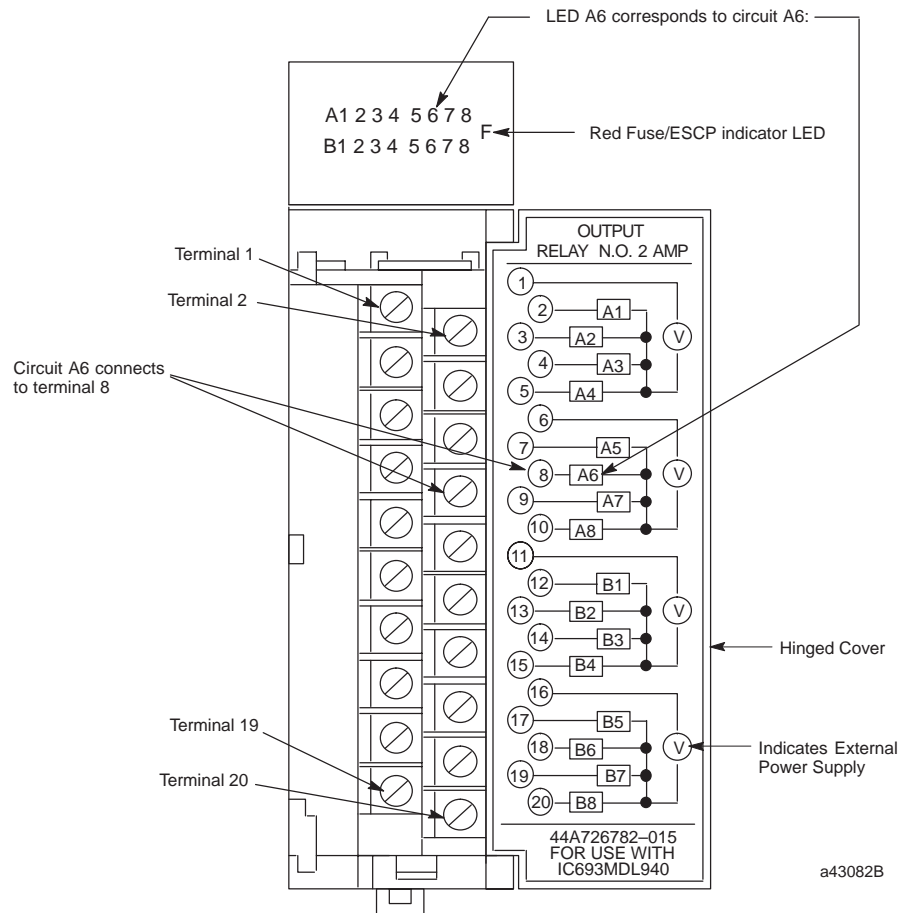 LED A6 corresponds to circuit A6:
A1 2 3 4 5 6 7 8
F
Red Fuse/ESCP indicator LED
B1 2 3 4 5 6 7 8
OUTPUT
RELAY N.O. 2 AMP
Terminal 1
Terminal 2
Circuit A6 connects
to terminal 8
Terminal 19
Terminal 20
1
2 A1
3 A2 V
4 A3
5 A4
6
7 A5
8 A6 V
9 A7
10 A8
11
12 B1
13 B2 V
14 B3
15 B4
16
17 B5
18 B6 V
19 B7
20 B8
Hinged Cover
Indicates External
Power Supply
44A726782–015
FOR USE WITH
IC693MDL940
a43082B